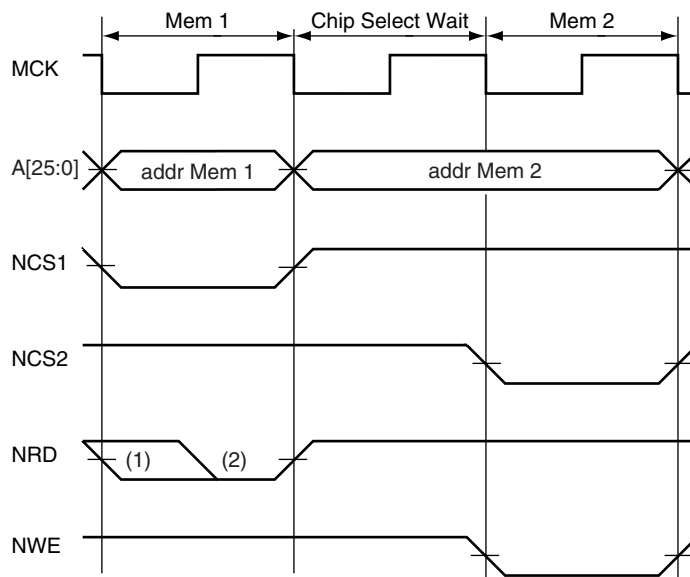 Mem 1 Chip Select Wait Mem 2
MCK
A[25:0] addr Mem 1 addr Mem 2
NCS1
NCS2
NRD (1) (2)
NWE